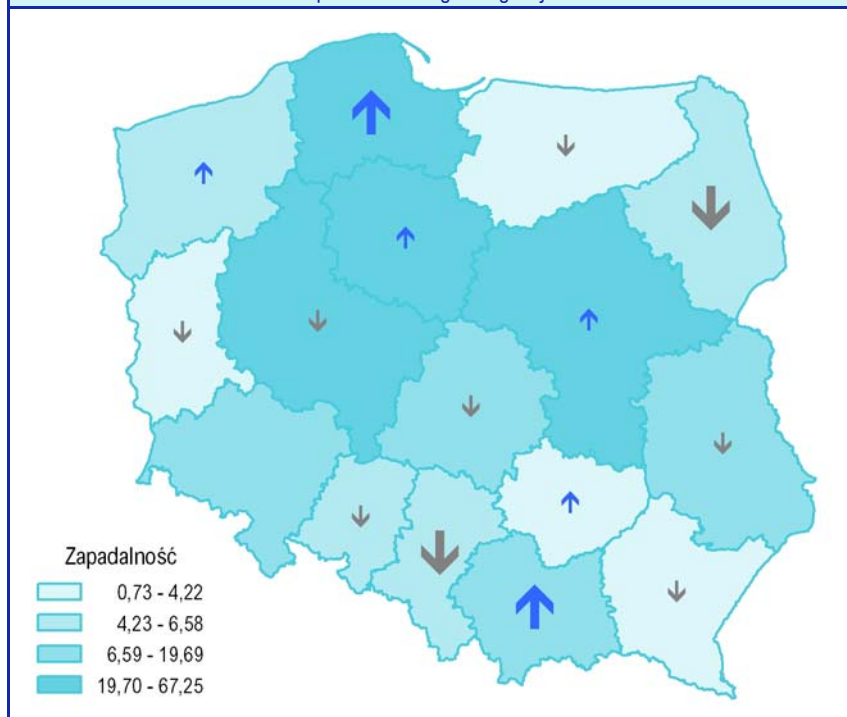 Zapadalność
0,73 - 4,22
4,23 - 6,58
6,59 - 19,69
19,70 - 67,25